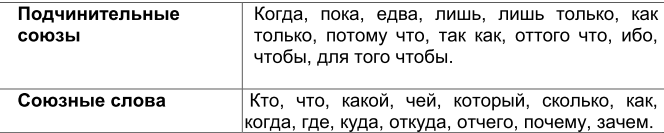 Подчинительные союзы
Когда, пока, едва, лишь, лишь только, как
только, потому что, так как, оттого что, ибо,
чтобы, для того чтобы.
Союзные слова
Кто, что, какой, чей, который, сколько, как,
когда, где, куда, откуда, отчего, почему, зачем.